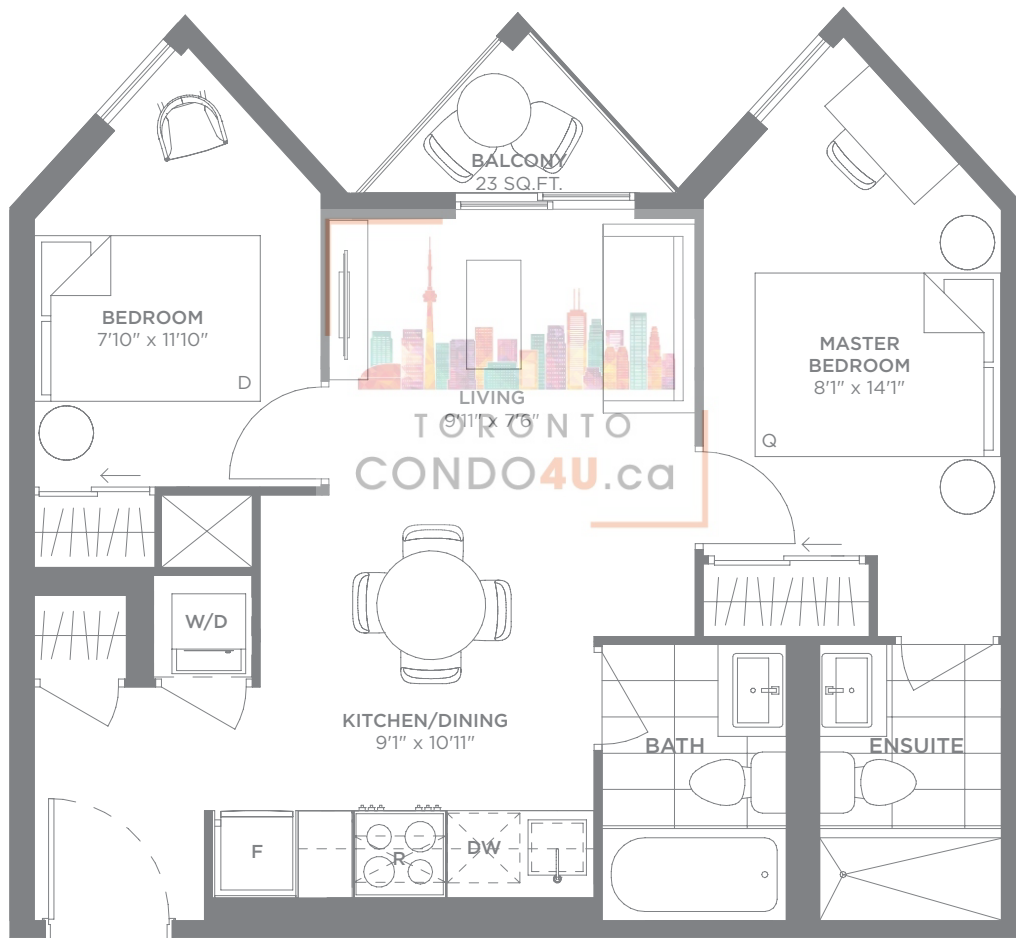 BALCONY
23 SQ.FT.
BEDROOM
7'10" x 11'10"
D
MASTER
BEDROOM
8'1" x 14'1"
Q
LIVING
9'11" x 7'6"
TORONTO
CONDO4U.ca
W/D
KITCHEN/DINING
9'1" x 10'11"
BATH
ENSUITE
F
R
DW